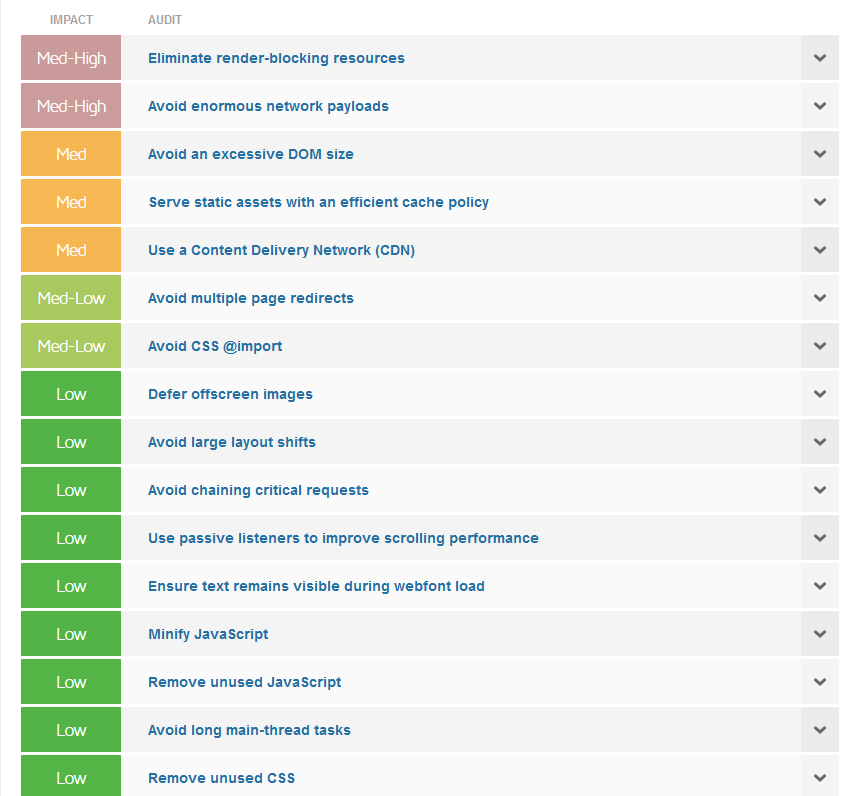 IMPACT AUDIT
Med-High Eliminate render-blocking resources
Med-High Avoid enormous network payloads
Med Avoid an excessive DOM size
Med Serve static assets with an efficient cache policy
Med Use a Content Delivery Network (CDN)
Med-Low Avoid multiple page redirects
Med-Low Avoid CSS @import
Low Defer offscreen images
Low Avoid large layout shifts
Low Avoid chaining critical requests
Low Use passive listeners to improve scrolling performance
Low Ensure text remains visible during webfont load
Low Minify JavaScript
Low Remove unused JavaScript
Low Avoid long main-thread tasks
Low Remove unused CSS